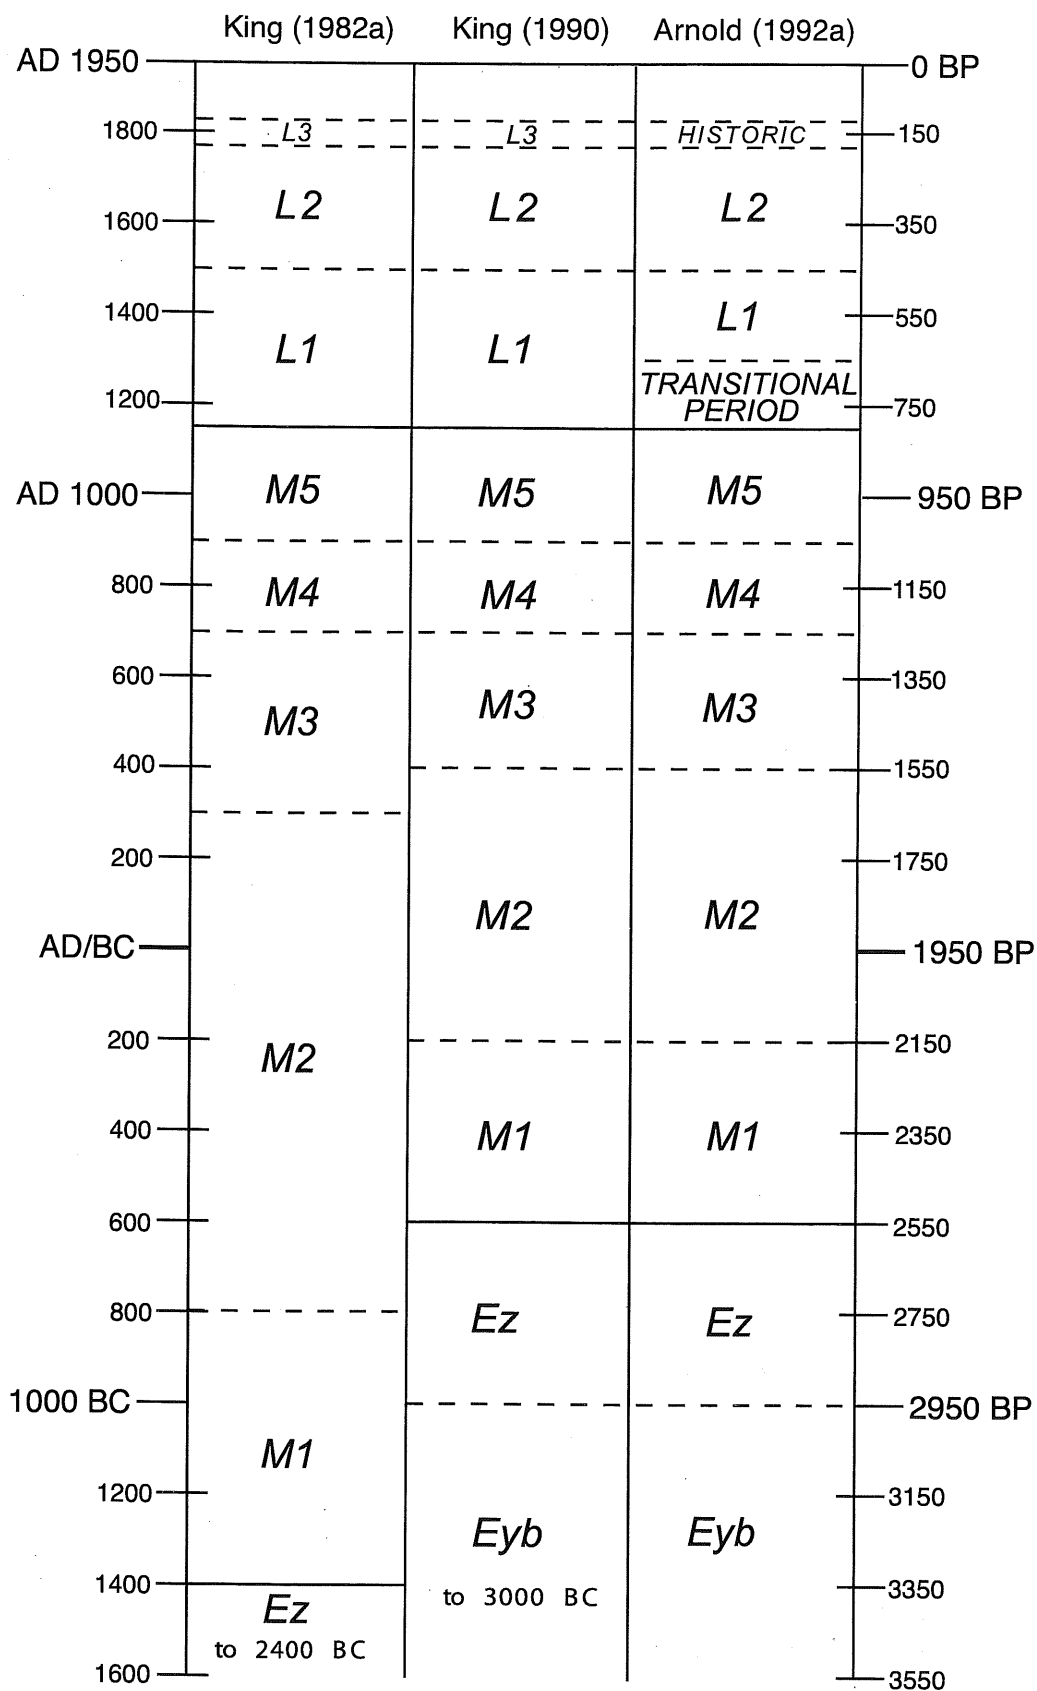 King (1982a) King (1990) Arnold (1992a)
AD 1950 0 BP
1800 L3 L3 HISTORIC 150
L2 L2 L2
1600 350
1400 L1 550
L1 L1
TRANSITIONAL
1200 PERIOD 750
M5 M5 M5
AD 1000 950 BP
800 M4 M4 M4 1150
600 1350
M3 M3 M3
400 1550
200 1750
M2 M2
AD/BC 1950 BP
200 2150
M2
400 M1 M1 2350
600 2550
800 Ez Ez 2750
1000 BC 2950 BP
M1
1200 3150
Eyb Eyb
1400 3350
to 3000 BC
Ez
to 2400 BC
1600 3550